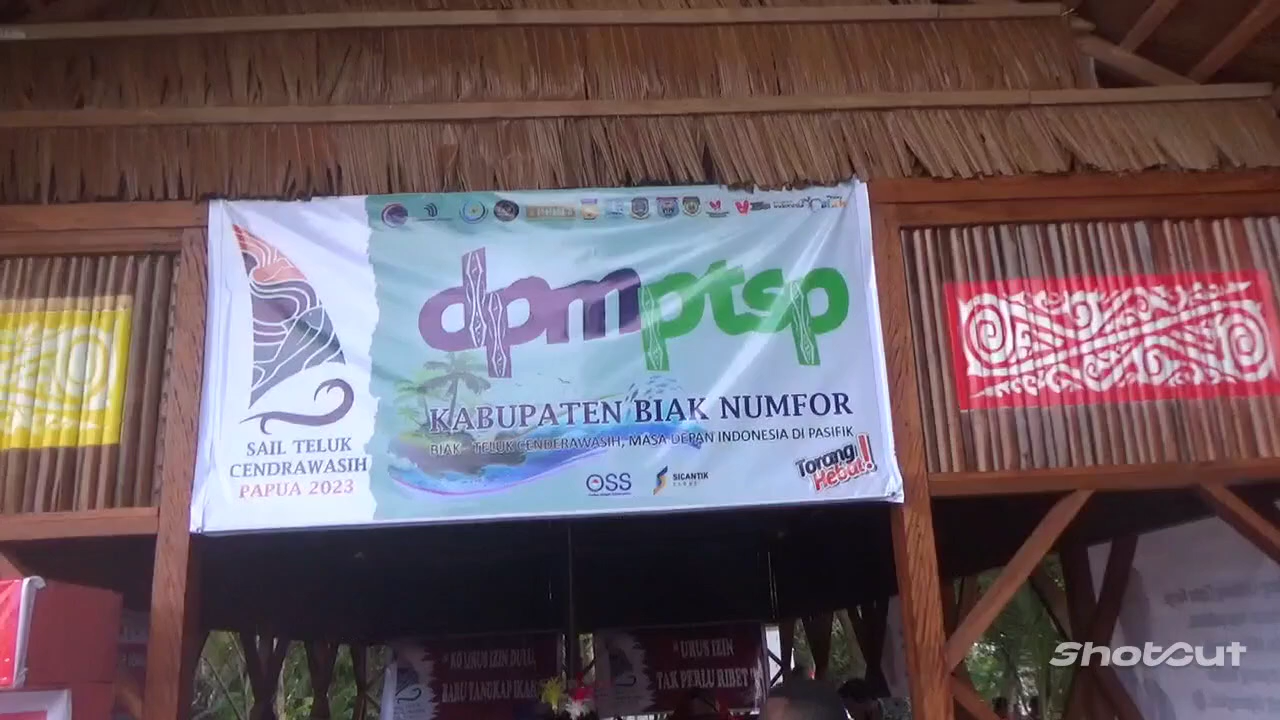 dpmptsp
KABUPATEN BIAK NUMFOR
BIAK - TELUK CENDERAWASIH, MASA DEPAN INDONESIA DI PASIFIK
SAIL TELUK
CENDRAWASIH
PAPUA 2023
OSS
SICANTIK
Torang
Hebat!
" KO URUS IZIN DULU,
BARU TANGKAP IKAN
" URUS IZIN
TAK PERLU RIBET "
Shotcut